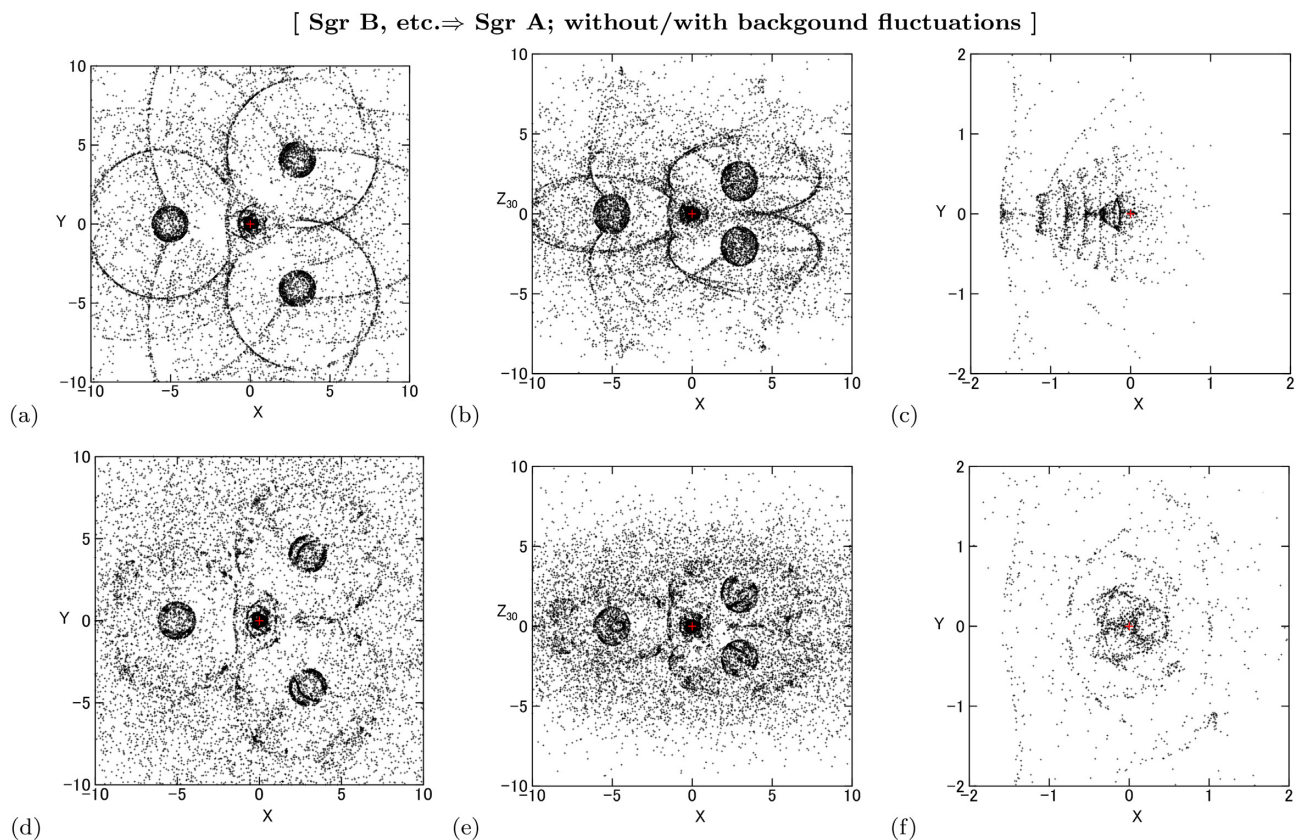 [ Sgr B, etc.⇒ Sgr A; without/with backgound fluctuations ]
10
5
Y 0
−5
−10
−10 −5 0 5 10
X
(a)
10
5
Z30 0
−5
−10
−10 −5 0 5 10
X
(b)
2
1
Y 0
−1
−2
−2 −1 0 1 2
X
(c)
10
5
Y 0
−5
−10
−10 −5 0 5 10
X
(d)
10
5
Z30 0
−5
−10
−10 −5 0 5 10
X
(e)
2
1
Y 0
−1
−2
−2 −1 0 1 2
X
(f)